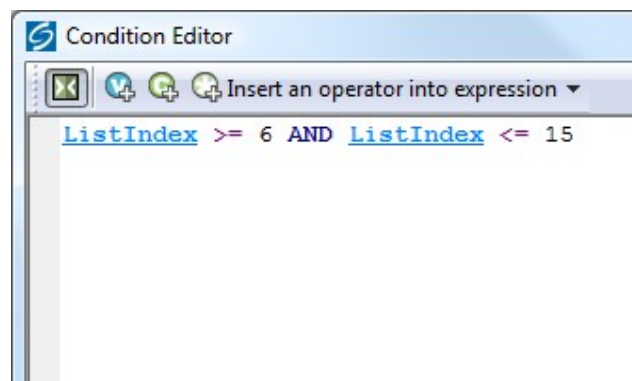 Condition Editor
Insert an operator into expression
ListIndex >= 6 AND ListIndex <= 15